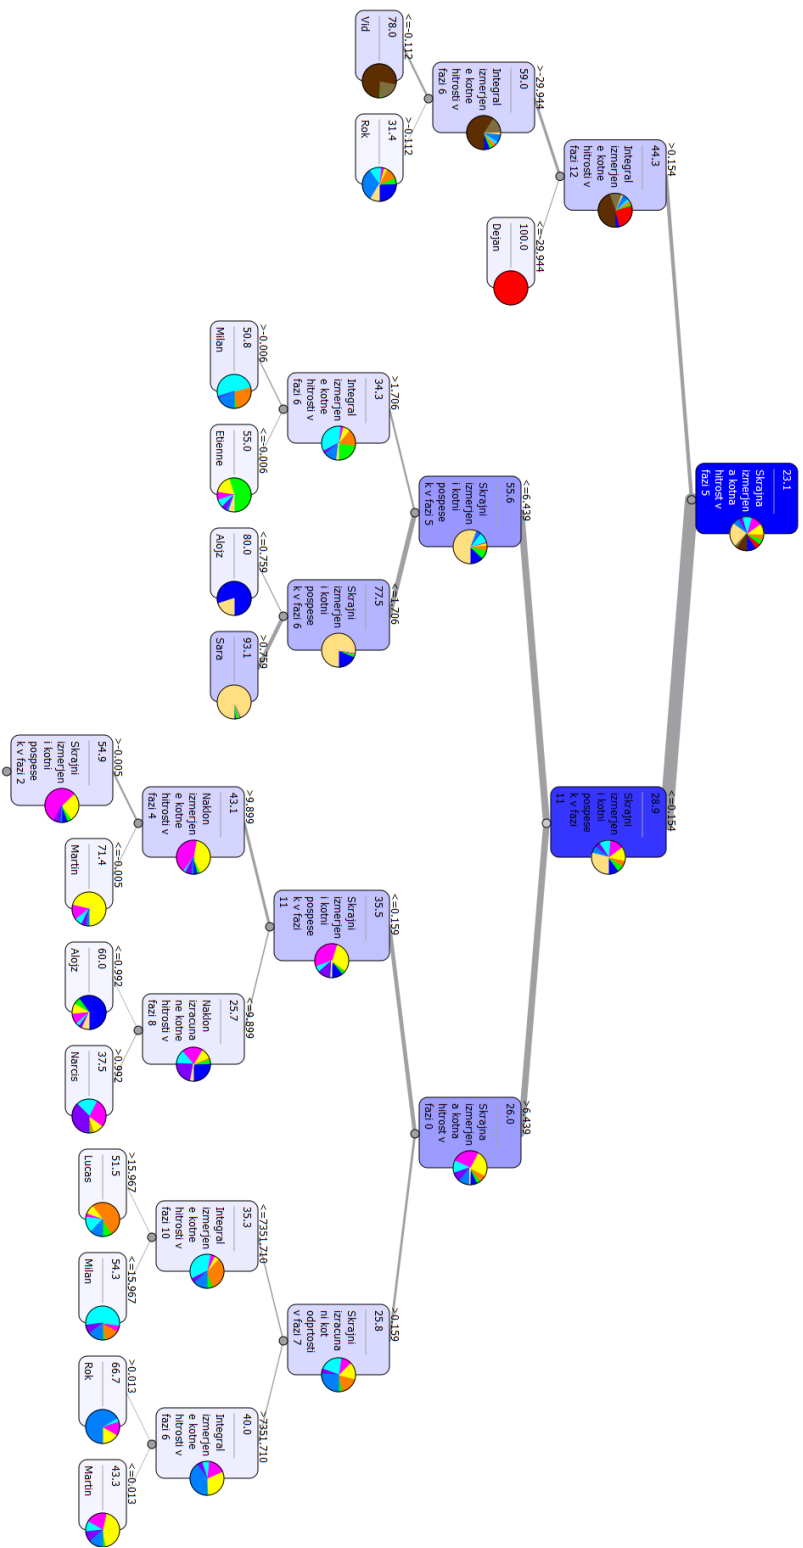 23.1
Skrajna
izmerjen
a kotna
hitrost v
fazi 5
>0.154
44.3
Integral
izmerjen
e kotne
hitrosti v
fazi 12
<=0.154
28.9
Skrajni
izmerjen
i kotni
pospese
k v fazi
11
>-29.944
59.0
Integral
izmerjen
e kotne
hitrosti v
fazi 6
<=-29.944
100.0
Dejan
<=6.439
55.6
Skrajni
izmerjen
i kotni
pospese
k v fazi 5
>6.439
26.0
Skrajna
izmerjen
a kotna
hitrost v
fazi 0
<=-0.112
78.0
Vid
>-0.112
31.4
Rok
>1.706
34.3
Integral
izmerjen
e kotne
hitrosti v
fazi 6
<=1.706
77.5
Skrajni
izmerjen
i kotni
pospese
k v fazi 6
<=0.159
35.5
Skrajni
izmerjen
i kotni
pospese
k v fazi
11
>0.159
25.8
Skrajni
izracuna
ni kot
odprtosti
v fazi 7
>-0.006
50.8
Milan
<=-0.006
55.0
Etienne
<=0.759
80.0
Alojz
>0.759
93.1
Sara
>9.899
43.1
Naklon
izmerjen
e kotne
hitrosti v
fazi 4
<=9.899
25.7
Naklon
izracuna
ne kotne
hitrosti v
fazi 8
<=7351.710
35.3
Integral
izmerjen
e kotne
hitrosti v
fazi 10
>7351.710
40.0
Integral
izmerjen
e kotne
hitrosti v
fazi 6
>-0.005
54.9
Skrajni
izmerjen
i kotni
pospese
k v fazi 2
<=-0.005
71.4
Martin
<=0.992
60.0
Alojz
>0.992
37.5
Narcis
>15.967
51.5
Lucas
<=15.967
54.3
Milan
>0.013
66.7
Rok
<=0.013
43.3
Martin